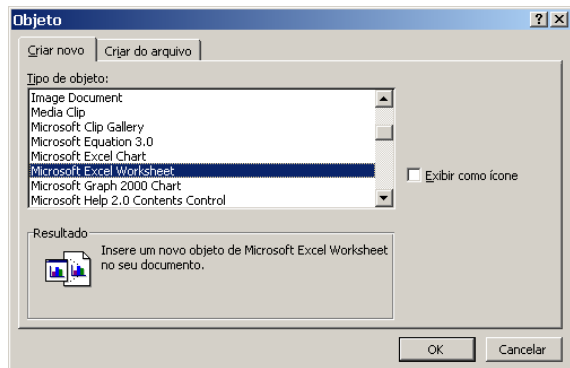 Objeto
Criar novo
Criar do arquivo
Tipo de objeto:
Image Document
Media Clip
Microsoft Clip Gallery
Microsoft Equation 3.0
Microsoft Excel Chart
Microsoft Excel Worksheet
Microsoft Graph 2000 Chart
Microsoft Help 2.0 Contents Control
Exibir como ícone
Resultado
Insere um novo objeto de Microsoft Excel Worksheet
no seu documento.
OK
Cancelar